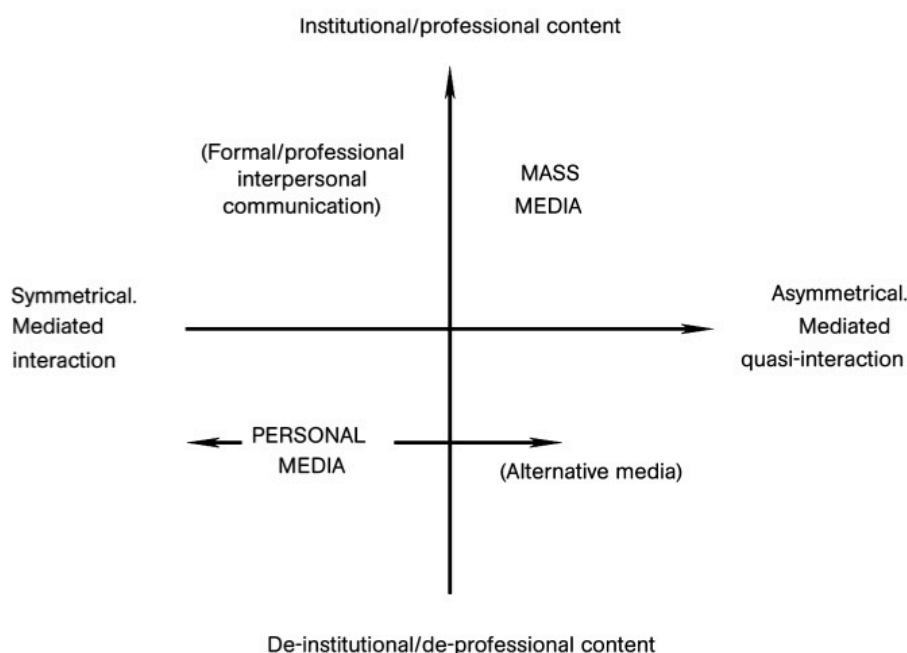 Institutional/professional content
(Formal/professional
interpersonal
communication)
MASS
MEDIA
Symmetrical.
Mediated
interaction
Asymmetrical.
Mediated
quasi-interaction
PERSONAL
MEDIA
(Alternative media)
De-institutional/de-professional content